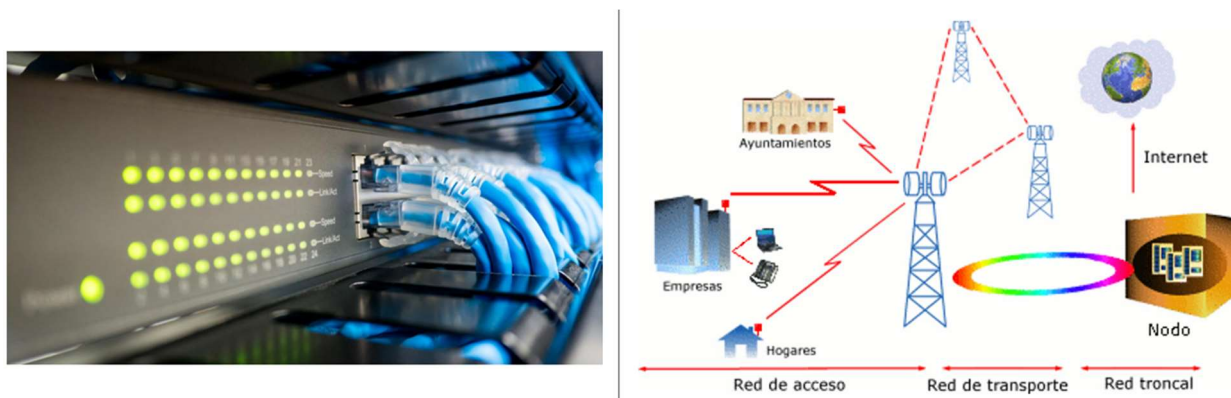 Speed
Link/Act
Speed
Link/Act
Ayuntamientos
Empresas
Hogares
Internet
Nodo
Red de acceso
Red de transporte
Red troncal